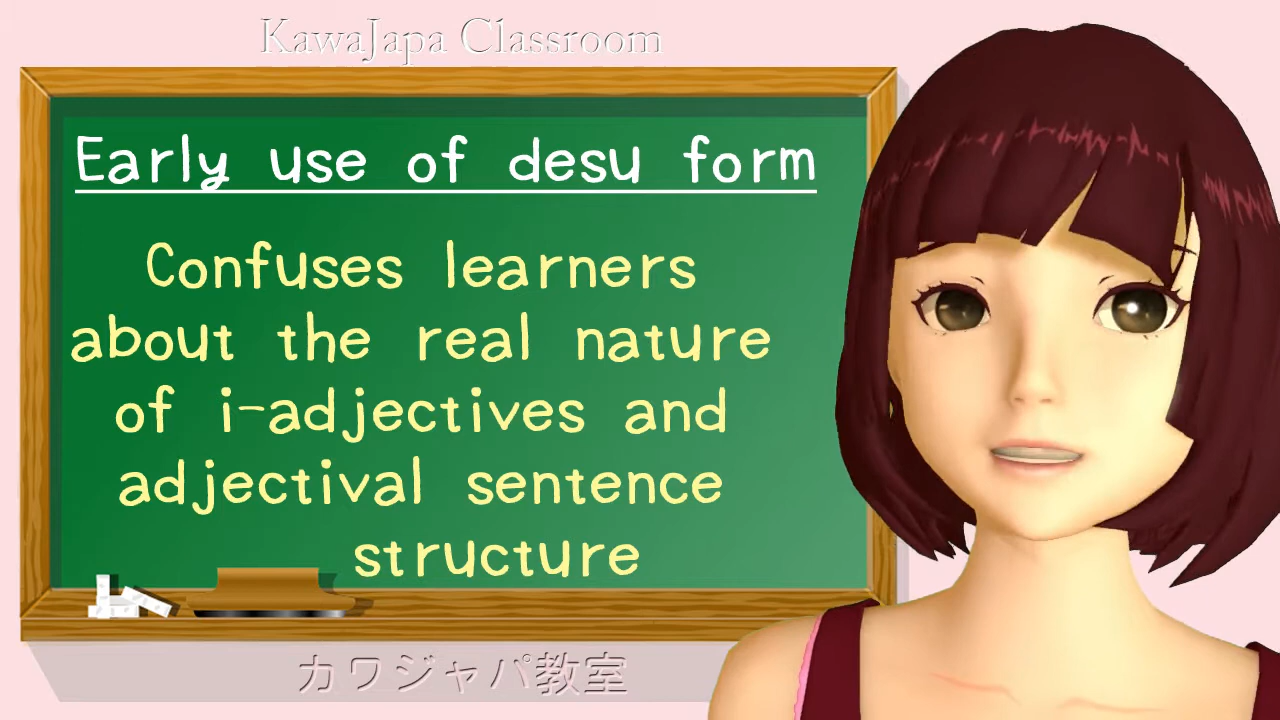 KawaJapa Classroom
Early use of desu form
Confuses learners
about the real nature
of i-adjectives and
adjectival sentence
structure
カワジャパ教室